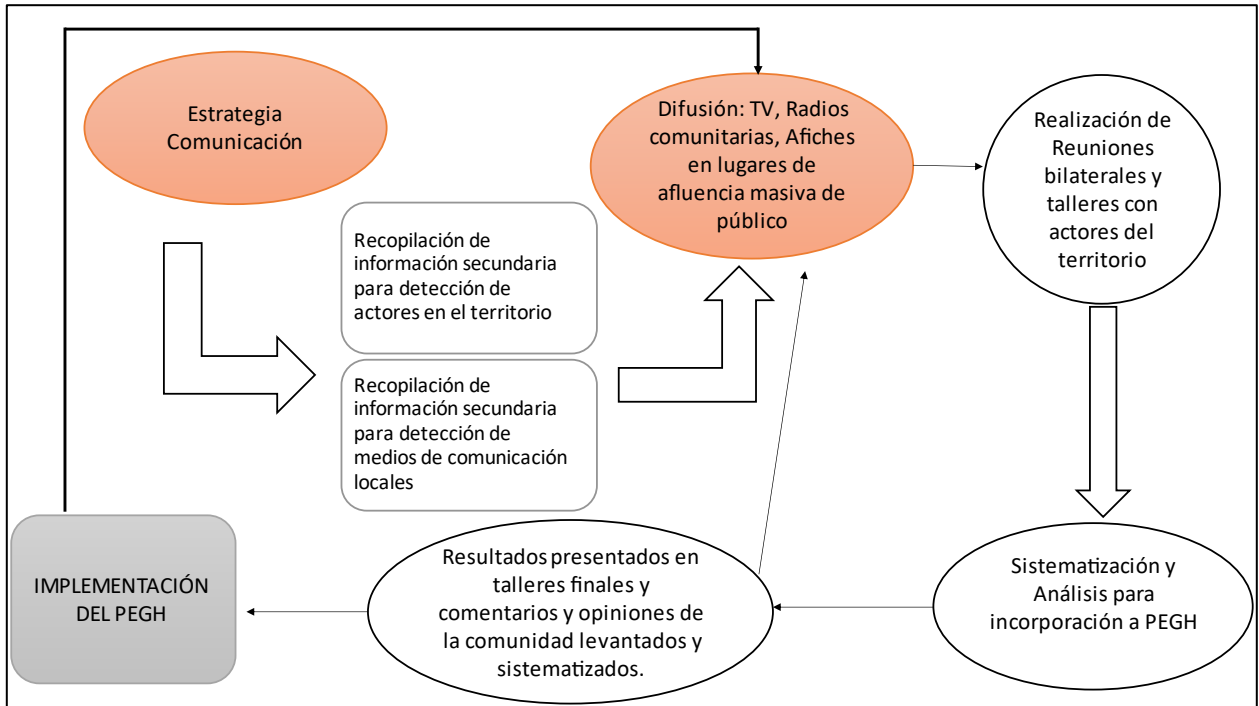 Estrategia
Comunicación
Difusión: TV, Radios
comunitarias, Afiches
en lugares de
afluencia masiva de
público
Realización de
Reuniones
bilaterales y
talleres con
actores del
territorio
Recopilación de
información secundaria
para detección de
actores en el territorio
Recopilación de
información secundaria
para detección de
medios de comunicación
locales
IMPLEMENTACIÓN
DEL PEGH
Resultados presentados en
talleres finales y
comentarios y opiniones de
la comunidad levantados y
sistematizados.
Sistematización y
Análisis para
incorporación a PEGH